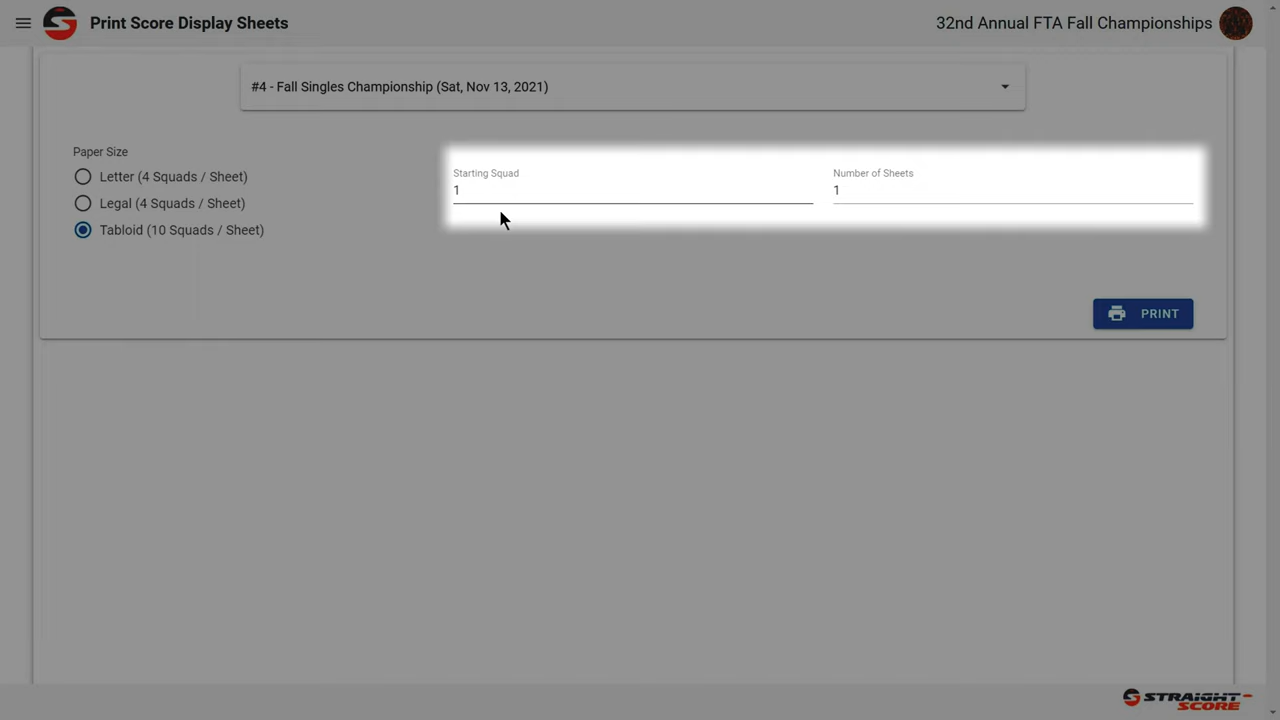 Print Score Display Sheets
32nd Annual FTA Fall Championships
#4 - Fall Singles Championship (Sat, Nov 13, 2021)
Paper Size
Letter (4 Squads / Sheet)
Legal (4 Squads / Sheet)
Tabloid (10 Squads / Sheet)
Starting Squad
1
Number of Sheets
1
PRINT
STRAIGHT-
SCORE